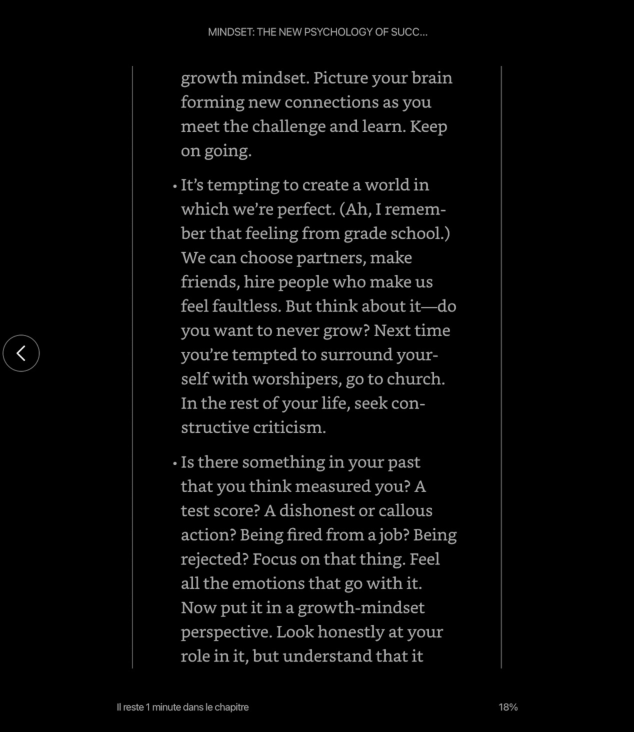 MINDSET: THE NEW PSYCHOLOGY OF SUCC...
growth mindset. Picture your brain
forming new connections as you
meet the challenge and learn. Keep
on going.
• It’s tempting to create a world in
which we’re perfect. (Ah, I remem-
ber that feeling from grade school.)
We can choose partners, make
friends, hire people who make us
feel faultless. But think about it—do
you want to never grow? Next time
you’re tempted to surround your-
self with worshipers, go to church.
In the rest of your life, seek con-
structive criticism.
• Is there something in your past
that you think measured you? A
test score? A dishonest or callous
action? Being fired from a job? Being
rejected? Focus on that thing. Feel
all the emotions that go with it.
Now put it in a growth-mindset
perspective. Look honestly at your
role in it, but understand that it
Il reste 1 minute dans le chapitre
18%